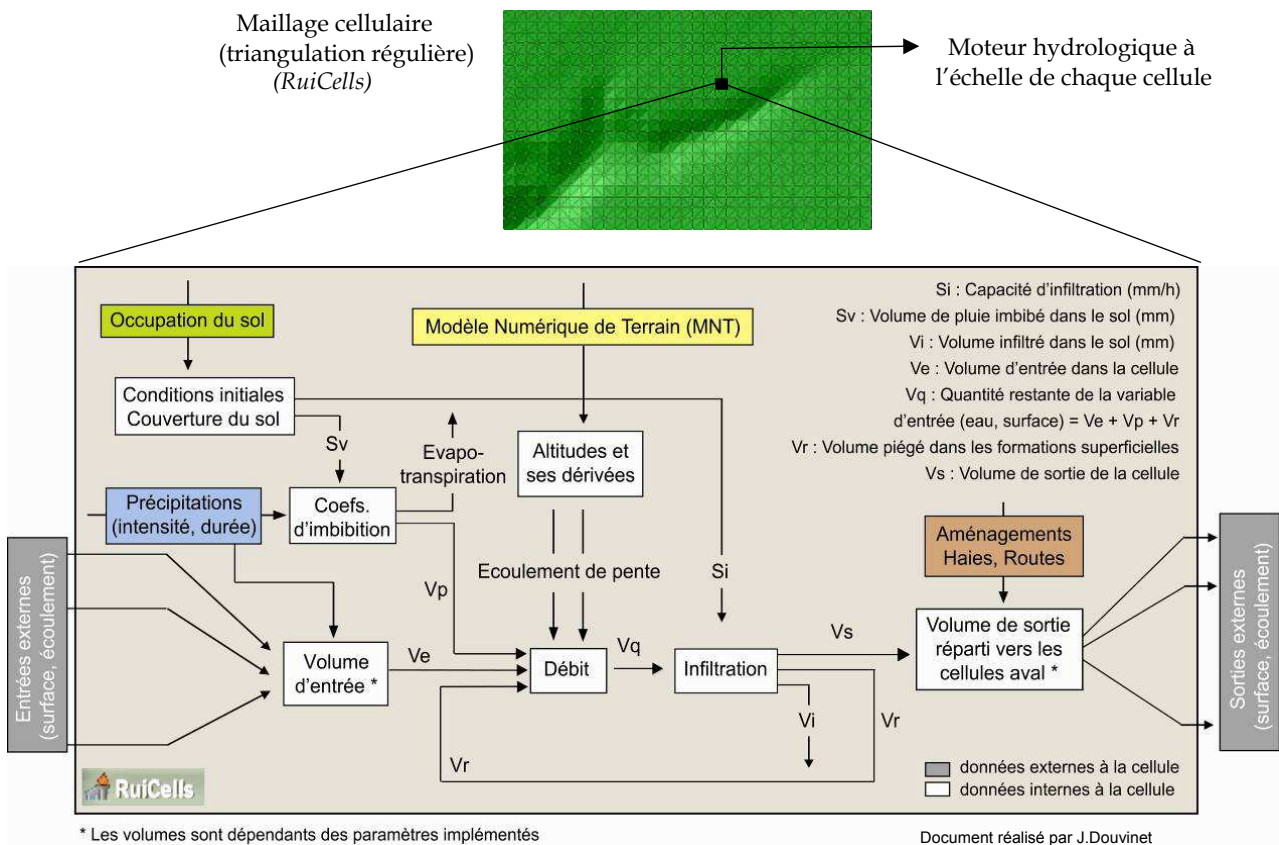 Maillage cellulaire
(triangulation régulière)
(RuiCells)
Moteur hydrologique à
l'échelle de chaque cellule
Occupation du sol
Modèle Numérique de Terrain (MNT)
Si : Capacité d'infiltration (mm/h)
Sv : Volume de pluie imbibé dans le sol (mm)
Vi : Volume infiltré dans le sol (mm)
Ve : Volume d'entrée dans la cellule
Vq : Quantité restante de la variable
d'entrée (eau, surface) = Ve + Vp + Vr
Vr : Volume piégé dans les formations superficielles
Vs : Volume de sortie de la cellule
Conditions initiales
Couverture du sol
Sv
Evapo-
transpiration
Altitudes et
ses dérivées
Précipitations
(intensité, durée)
Coefs.
d'imbibition
Aménagements
Haies, Routes
Entrées externes
(surface, écoulement)
Vp
Ecoulement de pente
Si
Volume
d'entrée *
Ve
Débit
Vq
Infiltration
Vs
Volume de sortie
réparti vers les
cellules aval *
Sorties externes
(surface, écoulement)
Vi
Vr
Vr
RuiCells
données externes à la cellule
données internes à la cellule
* Les volumes sont dépendants des paramètres implémentés
Document réalisé par J.Douvinet